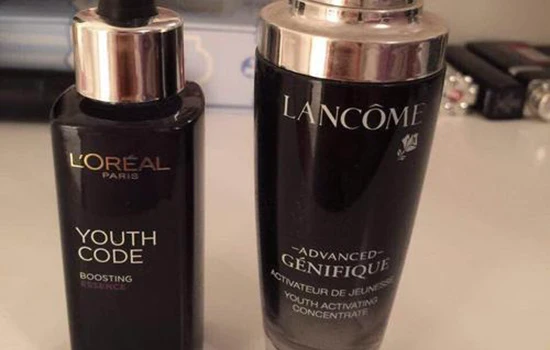 L'ORÉAL
PARIS
YOUTH
CODE
BOOSTING
ESSENCE
LANCÔME
-ADVANCED-
GÉNIFIQUE
ACTIVATEUR DE JEUNESSE
YOUTH ACTIVATING
CONCENTRATE